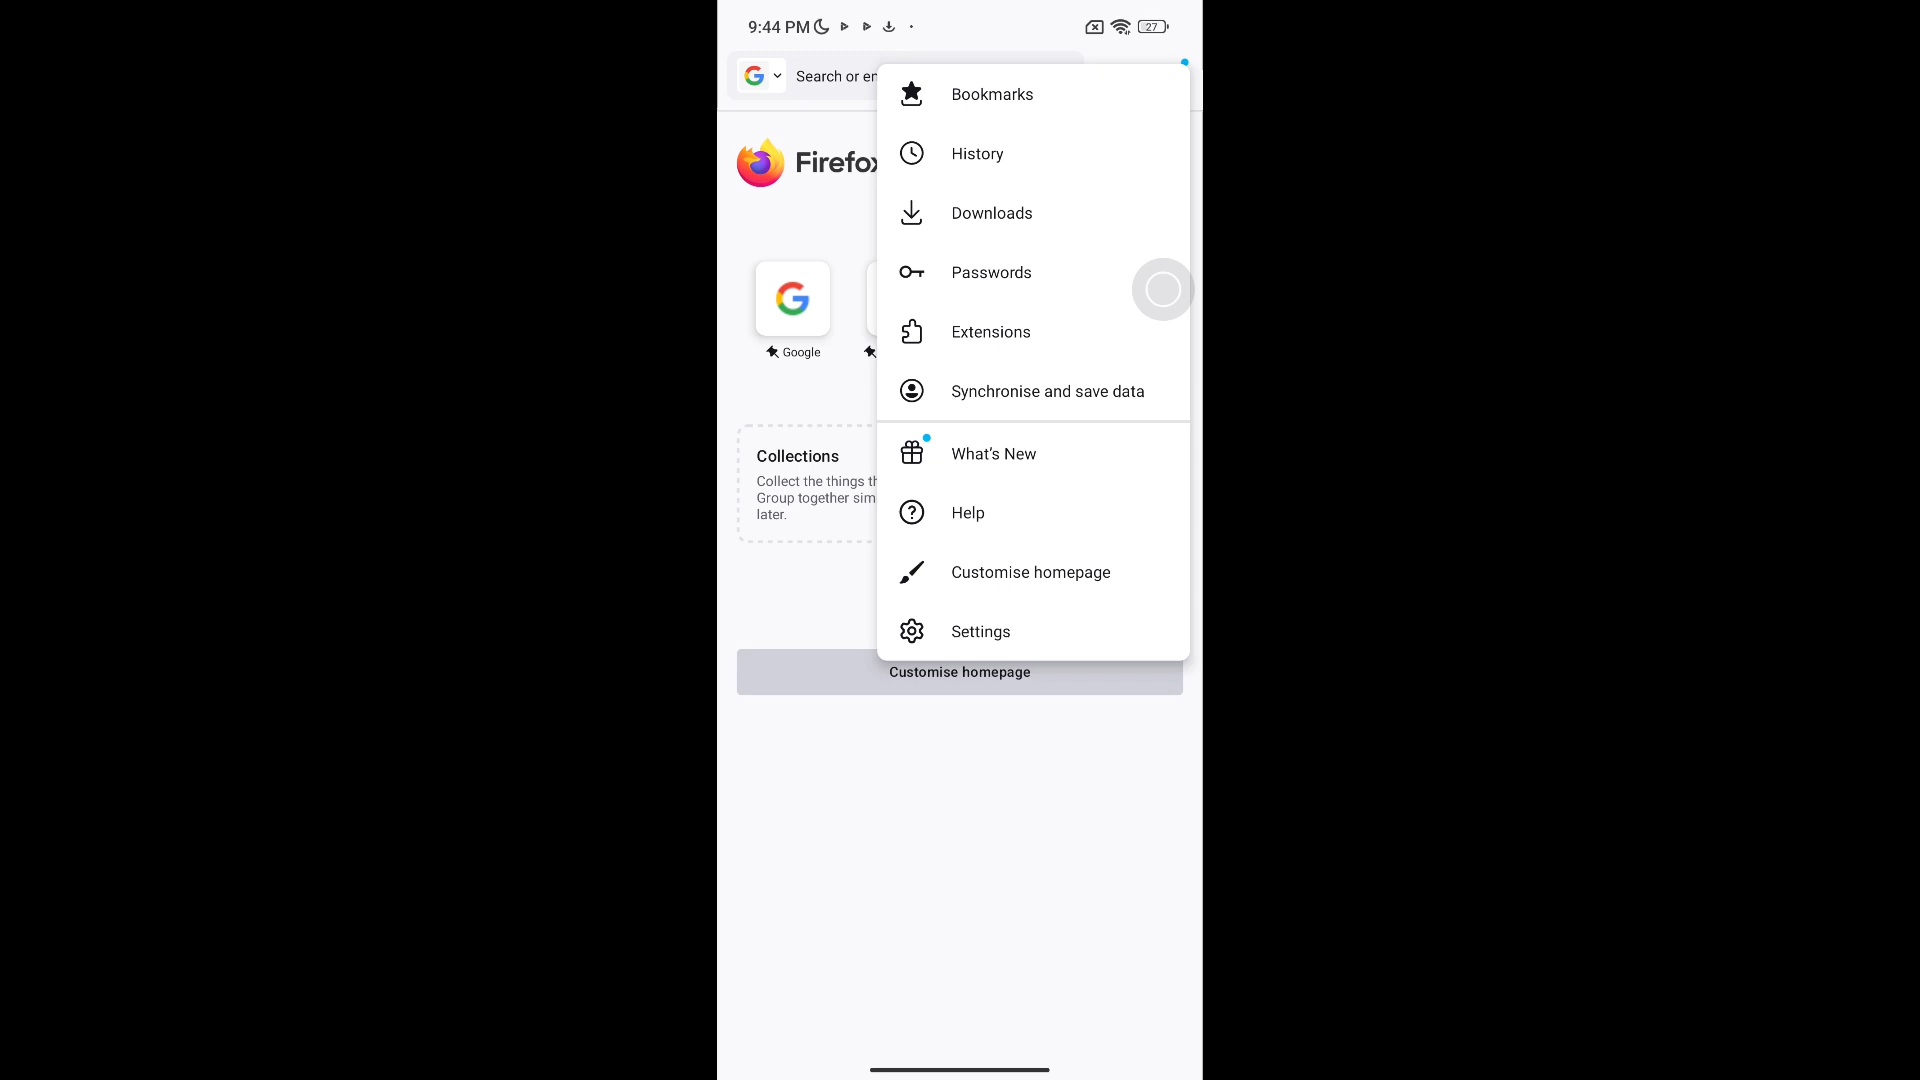 9:44 PM
27
Search or en
Firefox
Google
Collections
Collect the things th
Group together sim
later.
Bookmarks
History
Downloads
Passwords
Extensions
Synchronise and save data
What's New
Help
Customise homepage
Settings
Customise homepage